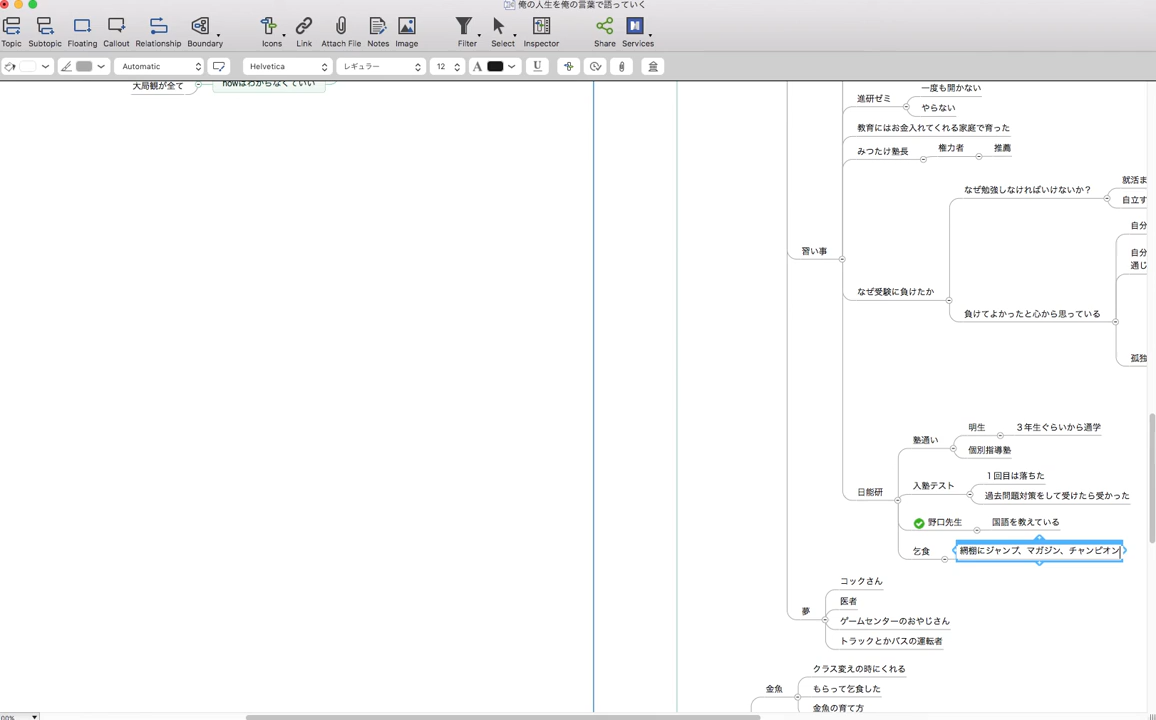 俺の人生を俺の言葉で語っていく
Topic
Subtopic
Floating
Callout
Relationship
Boundary
Icons
Link
Attach File
Notes
Image
Filter
Select
Inspector
Share
Services
Automatic
Helvetica
レギュラー
12
A
U
大局観が全て
howはわからなくていい
一度も開かない
進研ゼミ
やらない
教育にはお金入れてくれる家庭で育った
みつたけ塾長
権力者
推薦
なぜ勉強しなければいけないか？
就活ま
自立す
自分
習い事
自分
通じ
なぜ受験に負けたか
負けてよかったと心から思っている
孤独
明生
３年生ぐらいから通学
塾通い
個別指導塾
１回目は落ちた
入塾テスト
日能研
過去問題対策をして受けたら受かった
野口先生
国語を教えている
乞食
網棚にジャンプ、マガジン、チャンピオン
コックさん
医者
夢
ゲームセンターのおやじさん
トラックとかバスの運転者
クラス変えの時にくれる
金魚
もらって乞食した
金魚の育て方
00%